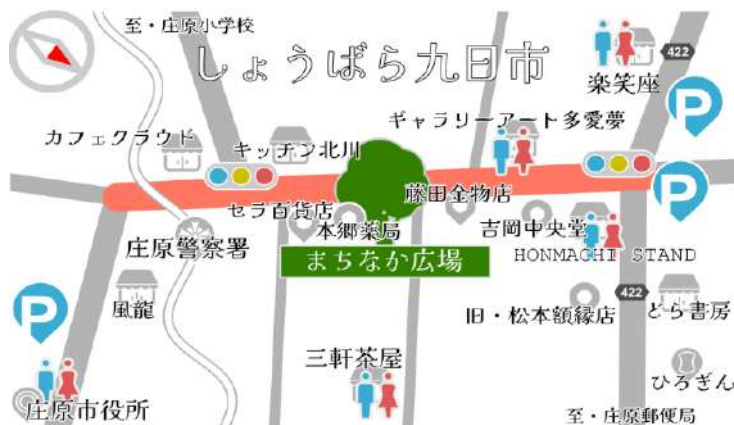 至・庄原小学校
しょうばら九日市
422
楽笑座
P
ギャラリーアート多愛夢
カフェクラウド
キッチン北川
藤田金物店
P
セラ百貨店
本郷薬局
吉岡中央堂
庄原警察署
まちなか広場
HONMACHI STAND
風龍
422
旧・松本額縁店
とら書房
P
三軒茶屋
ひろぎん
庄原市役所
至・庄原郵便局